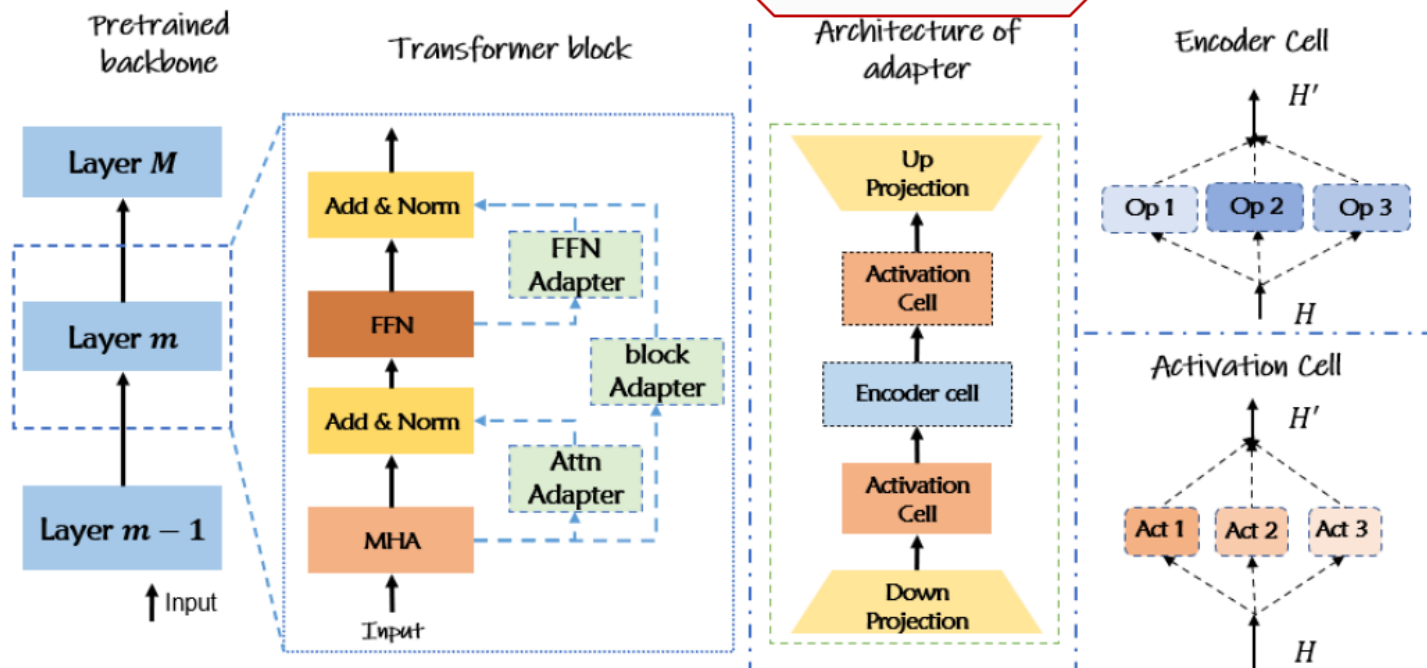 Pretrained
backbone
Layer M
Layer m
Layer m − 1
Input
Transformer block
Add & Norm
FFN
Adapter
FFN
block
Adapter
Add & Norm
Attn
Adapter
MHA
Input
Architecture of
adapter
Up
Projection
Activation
Cell
Encoder cell
Activation
Cell
Down
Projection
Encoder Cell
H′
Op 1
Op 2
Op 3
H
Activation Cell
H′
Act 1
Act 2
Act 3
H